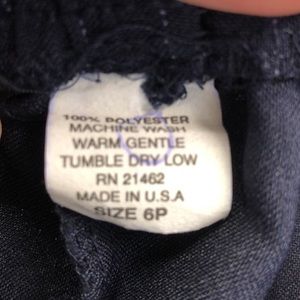 100% POLYESTER
MACHINE WASH
WARM GENTLE
TUMBLE DRY LOW
RN 21462
MADE IN U.S.A
SIZE 6P